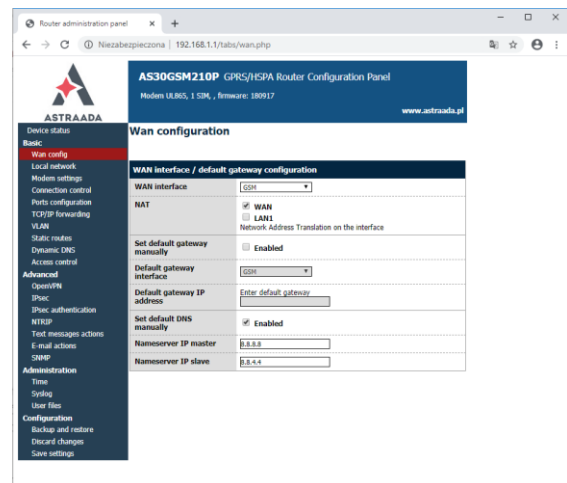 Router administration panel
Niezabezpieczona | 192.168.1.1/tabs/wan.php
ASTRAADA
AS30GSM210P GPRS/HSPA Router Configuration Panel
Modem UL865, 1 SIM, , firmware: 180917
www.astraada.pl
Device status
Basic
Wan config
Local network
Modem settings
Connection control
Ports configuration
TCP/IP forwarding
VLAN
Static routes
Dynamic DNS
Access control
Advanced
OpenVPN
IPsec
IPsec authentication
NTRIP
Text messages actions
E-mail actions
SNMP
Administration
Time
Syslog
User files
Configuration
Backup and restore
Discard changes
Save settings
Wan configuration
WAN interface / default gateway configuration
WAN interface GSM
NAT WAN
LAN1
Network Address Translation on the interface
Set default gateway manually Enabled
Default gateway interface GSM
Default gateway IP address Enter default gateway
Set default DNS manually Enabled
Nameserver IP master 8.8.8.8
Nameserver IP slave 8.8.4.4